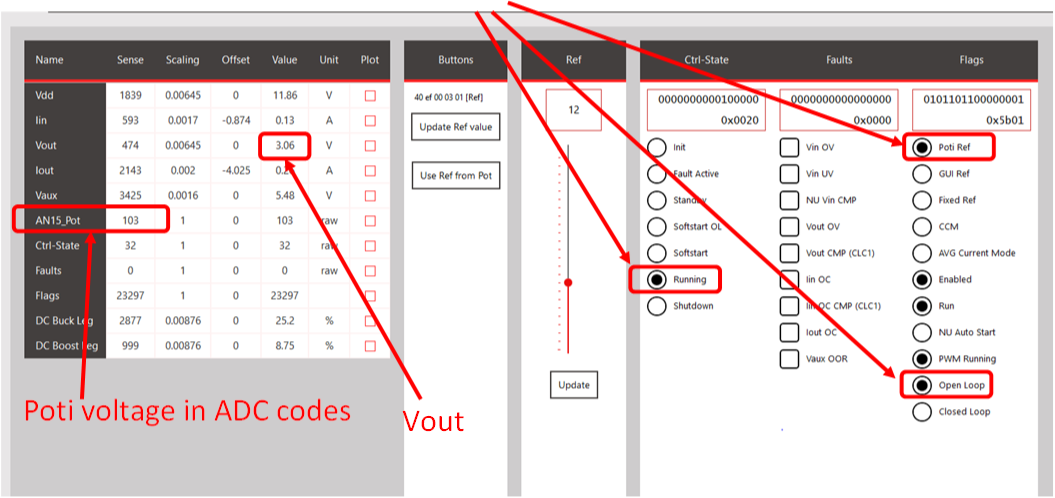 Name Sense Scaling Offset Value Unit Plot
Vdd 1839 0.00645 0 11.86 V
Iin 593 0.0017 -0.874 0.13 A
Vout 474 0.00645 0 3.06 V
Iout 2143 0.002 -4.025 A
Vaux 3425 0.0016 0 5.48 V
AN15_Pot 103 1 0 103 raw
Ctrl-State 32 1 0 32 raw
Faults 0 1 0 0 raw
Flags 23297 1 0 23297
DC Buck Leg 2877 0.00876 0 25.2 %
DC Boost Leg 999 0.00876 0 8.75 %
Poti voltage in ADC codes
Vout
Buttons
40 ef 00 03 01 [Ref]
Update Ref value
Use Ref from Pot
Ref
12
Update
Ctrl-State
0000000000100000
0x0020
Init
Fault Active
Standby
Softstart OL
Softstart
Running
Shutdown
Faults
0000000000000000
0x0000
Vin OV
Vin UV
NU Vin CMP
Vout OV
Vout CMP (CLC1)
Iin OC
Iin OC CMP (CLC1)
Iout OC
Vaux OOR
Flags
0101101100000001
0x5b01
Poti Ref
GUI Ref
Fixed Ref
CCM
AVG Current Mode
Enabled
Run
NU Auto Start
PWM Running
Open Loop
Closed Loop